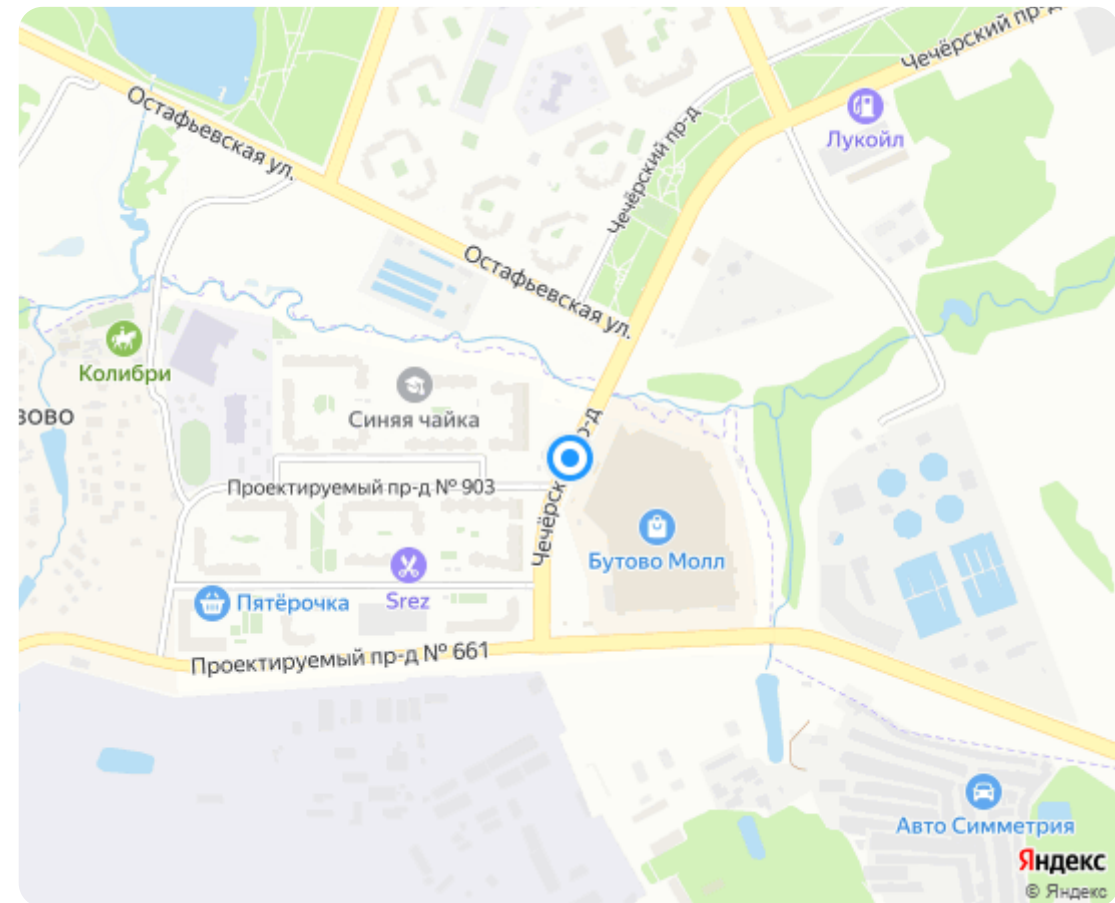 Чечёрский пр-д
Остафьевская ул.
Лукойл
Чечёрский пр-д
Остафьевская ул.
Колибри
Синяя чайка
Проектируемый пр-д № 903
Бутово Молл
Srez
Пятёрочка
Проектируемый пр-д № 661
Авто Симметрия
Яндекс
© Яндекс